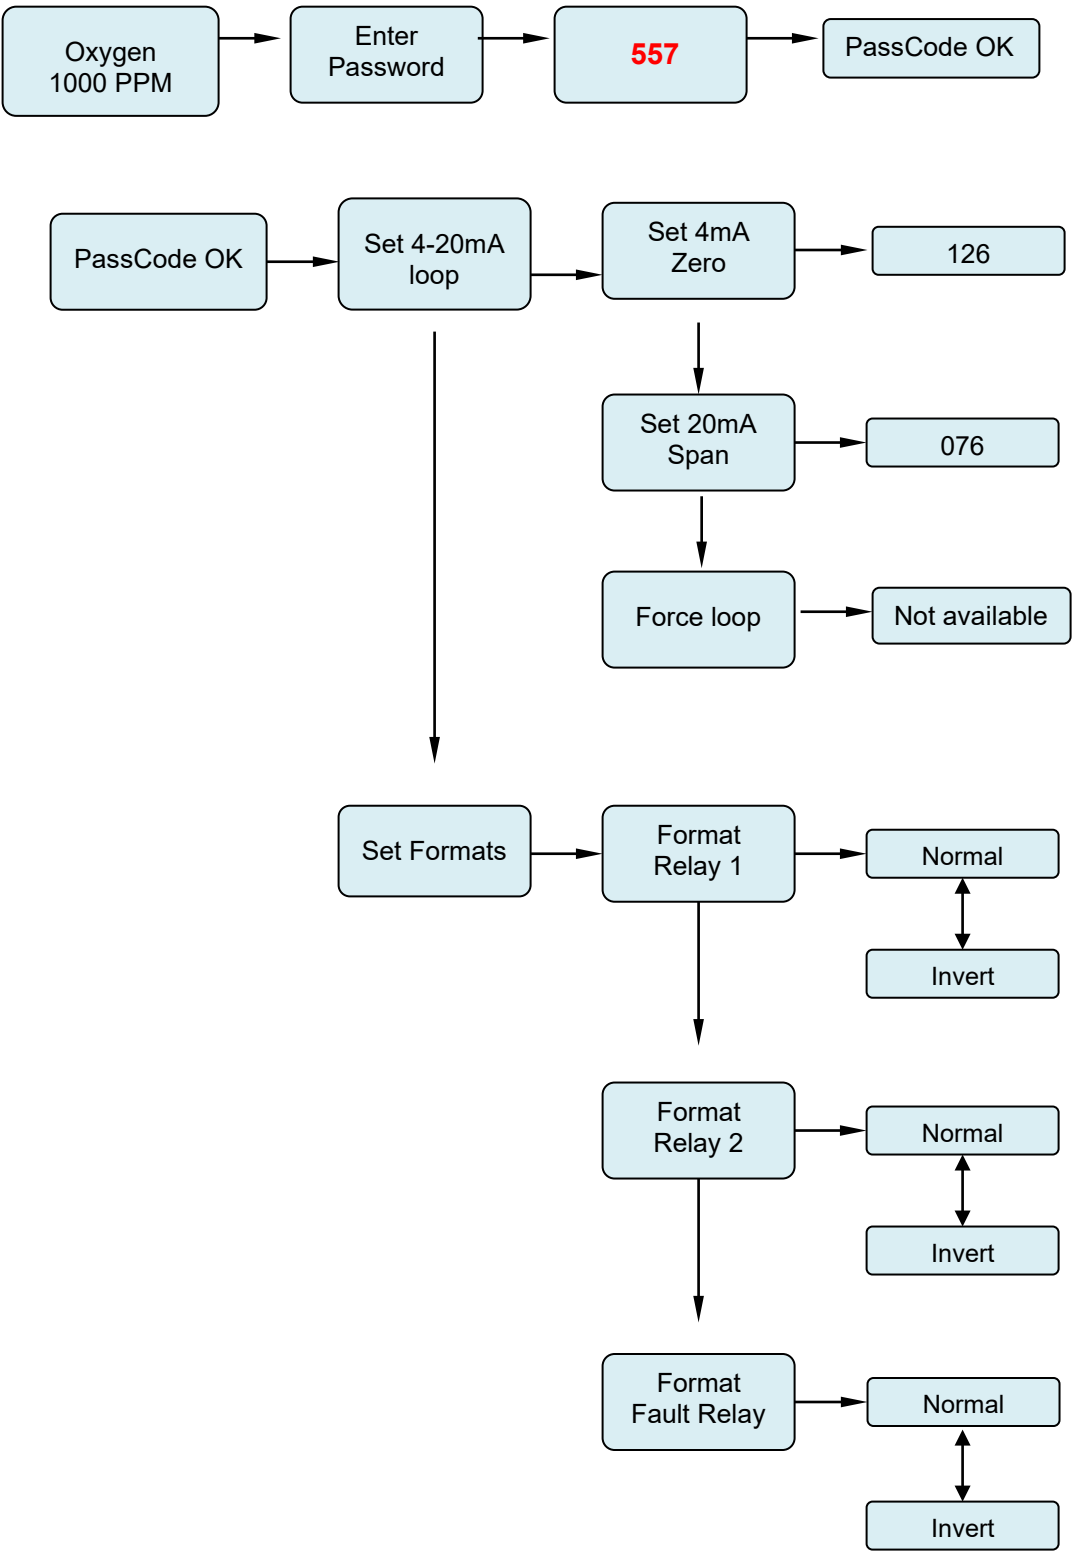 Oxygen
1000 PPM
Enter
Password
557
PassCode OK
PassCode OK
Set 4-20mA
loop
Set 4mA
Zero
126
Set 20mA
Span
076
Force loop
Not available
Set Formats
Format
Relay 1
Normal
Invert
Format
Relay 2
Normal
Invert
Format
Fault Relay
Normal
Invert